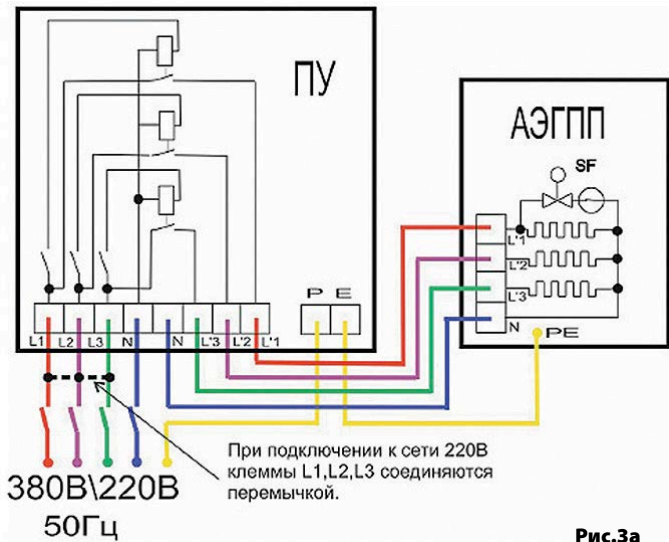 ПУ
АЭГПП
SF
L'1
L'2
L'3
N
PE
P E
L1 L2 L3 N N L'3 L'2 L'1
При подключении к сети 220В
клеммы L1,L2,L3 соединяются
перемычкой.
380В\220В
50Гц
Рис.3а